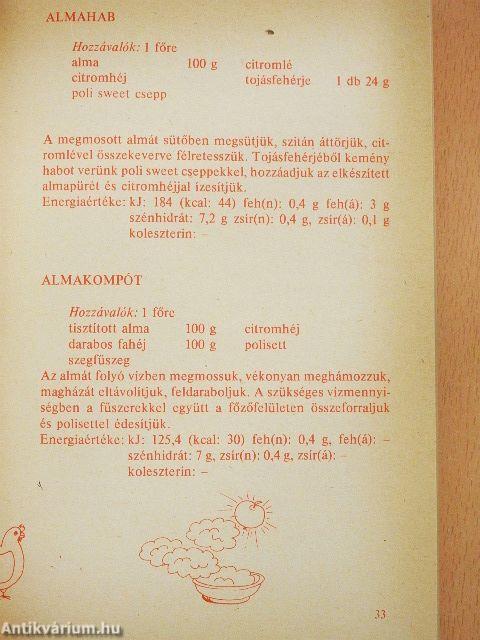 ALMAHAB
Hozzávalók: 1 főre
alma 100 g citromlé
citromhéj tojásfehérje 1 db 24 g
poli sweet csepp
A megmosott almát sütőben megsütjük, szitán áttörjük, cit-
romlével összekeverve félretesszük. Tojásfehérjéből kemény
habot verünk poli sweet cseppekkel, hozzáadjuk az elkészített
almapürét és citromhéjjal ízesítjük.
Energiaértéke: kJ: 184 (kcal: 44) feh(n): 0,4 g feh(á): 3 g
szénhidrát: 7,2 g zsír(n): 0,4 g, zsír(á): 0,1 g
koleszterin: –
ALMAKOMPÓT
Hozzávalók: 1 főre
tisztított alma 100 g citromhéj
darabos fahéj 100 g polisett
szegfűszeg
Az almát folyó vízben megmossuk, vékonyan meghámozzuk,
magházát eltávolítjuk, feldaraboljuk. A szükséges vízmennyi-
ségben a fűszerekkel együtt a főzőfelületen összeforraljuk
és polisettel édesítjük.
Energiaértéke: kJ: 125,4 (kcal: 30) feh(n): 0,4 g, feh(á): –
szénhidrát: 7 g, zsír(n): 0,4 g, zsír(á): –
koleszterin: –
33
Antikvárium.hu